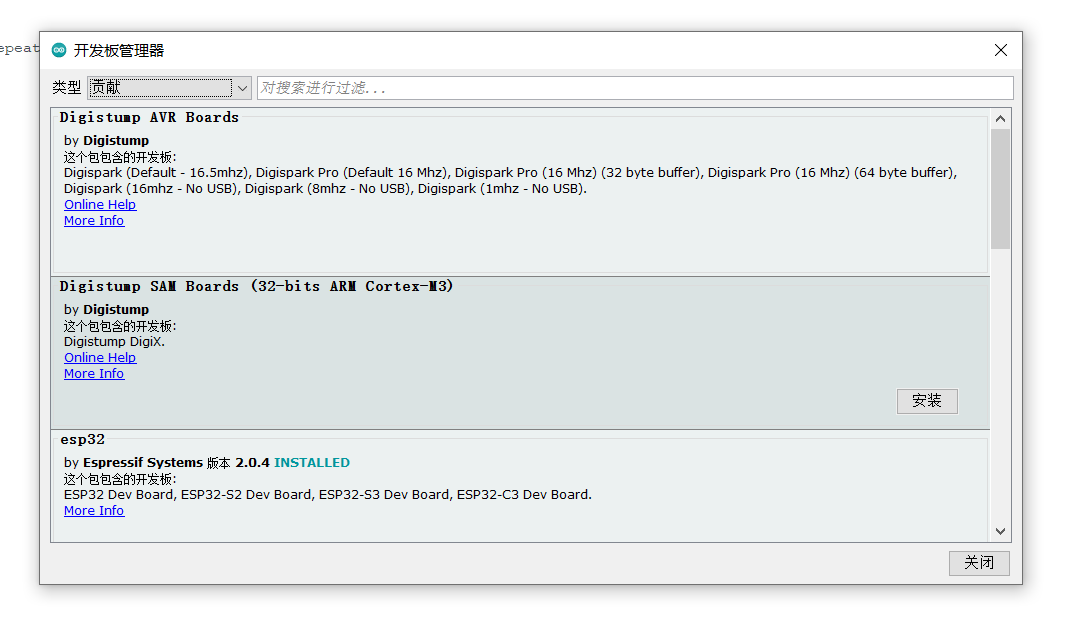 epeat
开发板管理器
类型 贡献 对搜索进行过滤...
Digistump AVR Boards
by Digistump
这个包包含的开发板:
Digispark (Default - 16.5mhz), Digispark Pro (Default 16 Mhz), Digispark Pro (16 Mhz) (32 byte buffer), Digispark Pro (16 Mhz) (64 byte buffer),
Digispark (16mhz - No USB), Digispark (8mhz - No USB), Digispark (1mhz - No USB).
Online Help
More Info
Digistump SAM Boards (32-bits ARM Cortex-M3)
by Digistump
这个包包含的开发板:
Digistump DigiX.
Online Help
More Info
安装
esp32
by Espressif Systems 版本 2.0.4 INSTALLED
这个包包含的开发板:
ESP32 Dev Board, ESP32-S2 Dev Board, ESP32-S3 Dev Board, ESP32-C3 Dev Board.
More Info
关闭